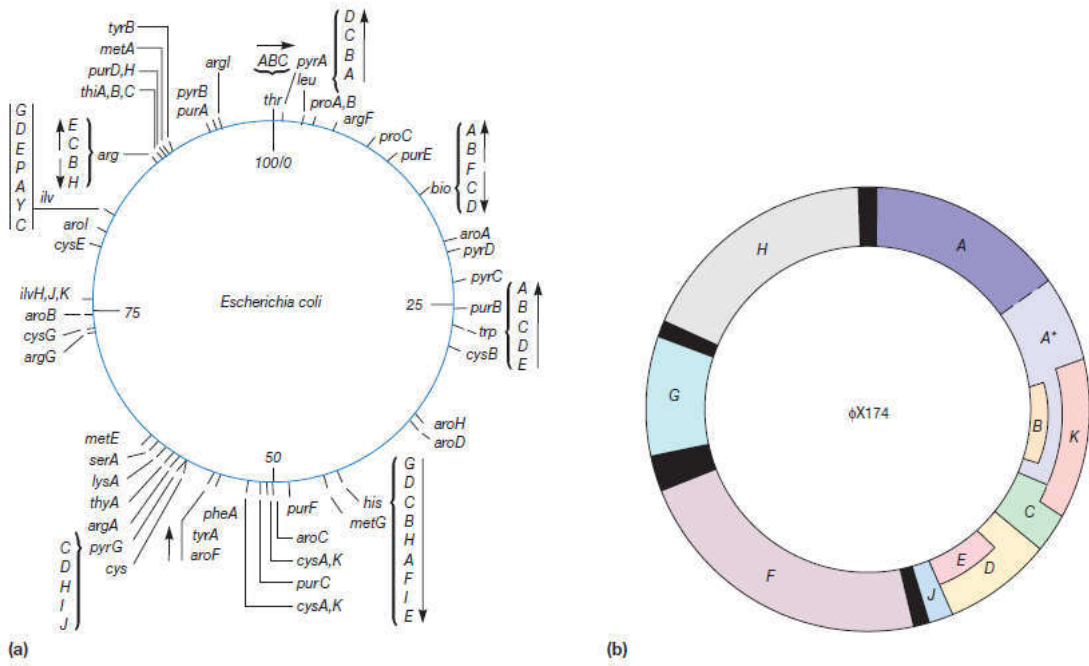 tyrB
metA
purD,H
thiA,B,C
argI
pyrB
purA
ABC
thr
pyrA
leu
D
C
B
A
proA,B
argF
proC
purE
bio
A
B
F
C
D
aroA
pyrD
pyrC
purB
trp
A
B
C
D
E
cysB
aroH
aroD
his
G
D
C
B
H
A
F
I
E
metG
purF
aroC
cysA,K
purC
cysA,K
pheA
tyrA
aroF
cys
C
D
H
I
J
pyrG
argA
thyA
lysA
serA
metE
argG
cysG
aroB
ilvH,J,K
cysE
aroI
ilv
G
D
E
P
A
Y
C
arg
E
C
B
H
100/0
25
50
75
Escherichia coli
(a)
A
A*
K
B
C
D
E
J
F
G
H
ϕX174
(b)